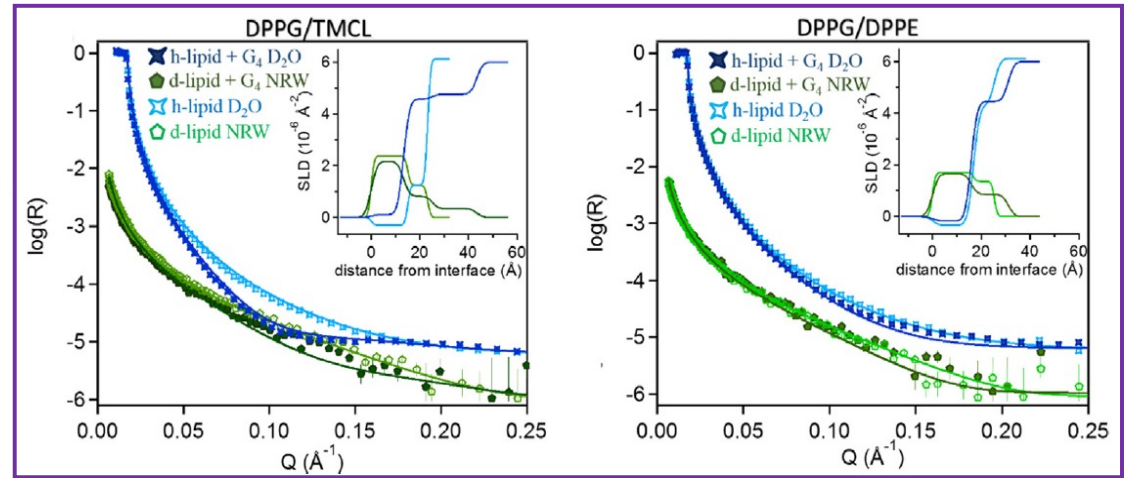 DPPG/TMCL
h-lipid + G4 D2O
d-lipid + G4 NRW
h-lipid D2O
d-lipid NRW
log(R)
0
-1
-2
-3
-4
-5
-6
0.00 0.05 0.10 0.15 0.20 0.25
Q (Å-1)
SLD (10-6 Å-2)
6
4
2
0
0 20 40 60
distance from interface (Å)
DPPG/DPPE
h-lipid + G4 D2O
d-lipid + G4 NRW
h-lipid D2O
d-lipid NRW
log(R)
0
-1
-2
-3
-4
-5
-6
0.00 0.05 0.10 0.15 0.20 0.25
Q (Å-1)
SLD (10-6 Å-2)
6
4
2
0
0 20 40 60
distance from interface (Å)